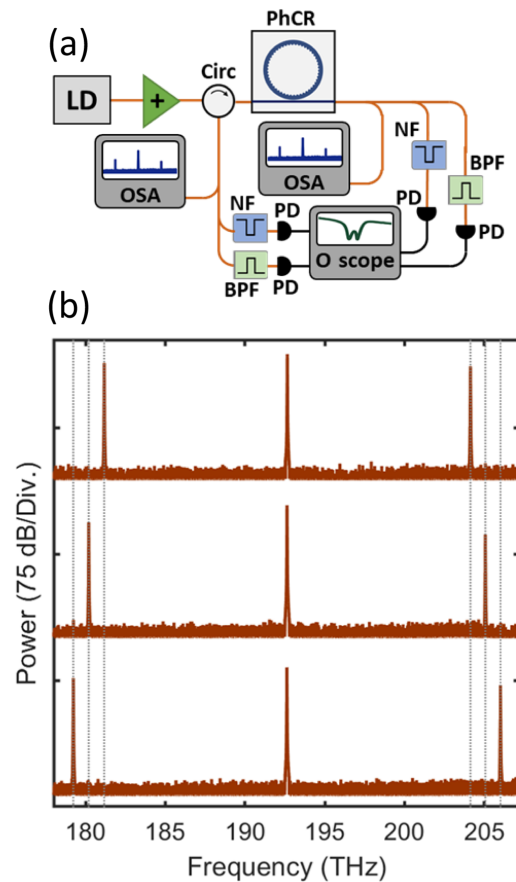 (a)
PhCR
LD
+
Circ
OSA
OSA
NF
BPF
NF
PD
PD
PD
O scope
BPF
PD
(b)
Power (75 dB/Div.)
180 185 190 195 200 205
Frequency (THz)